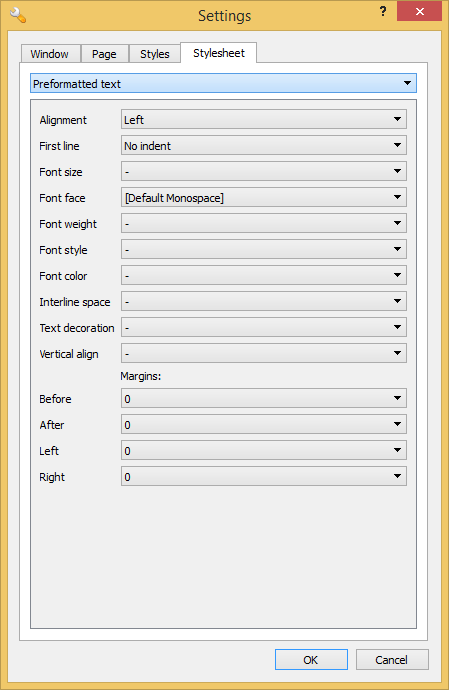 Settings
?
Window Page Styles Stylesheet
Preformatted text
Alignment Left
First line No indent
Font size -
Font face [Default Monospace]
Font weight -
Font style -
Font color -
Interline space -
Text decoration -
Vertical align -
Margins:
Before 0
After 0
Left 0
Right 0
OK Cancel